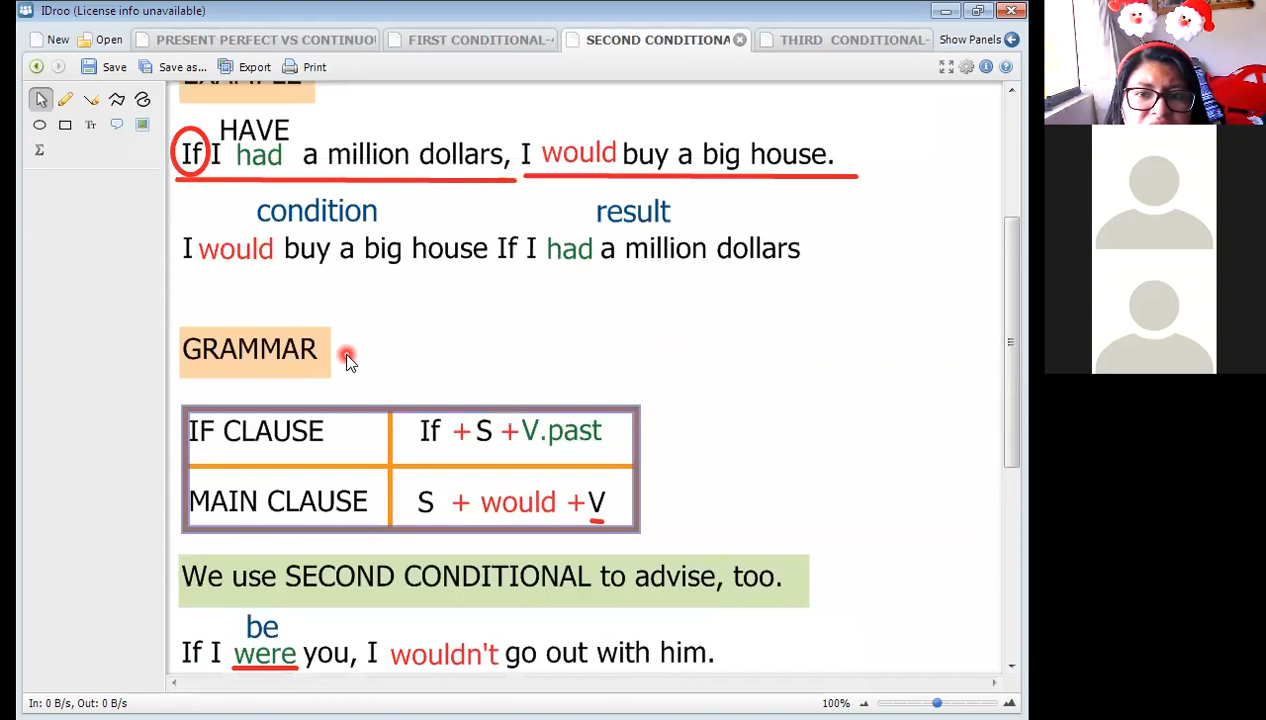 IDroo (License info unavailable)
New Open PRESENT PERFECT VS CONTINUO FIRST CONDITIONAL- SECOND CONDITIONA THIRD CONDITIONAL- Show Panels
Save Save as... Export Print
HAVE
If I had a million dollars, I would buy a big house.
condition result
I would buy a big house If I had a million dollars
GRAMMAR
IF CLAUSE If + S + V.past
MAIN CLAUSE S + would + V
We use SECOND CONDITIONAL to advise, too.
be
If I were you, I wouldn't go out with him.
In: 0 B/s, Out: 0 B/s 100%